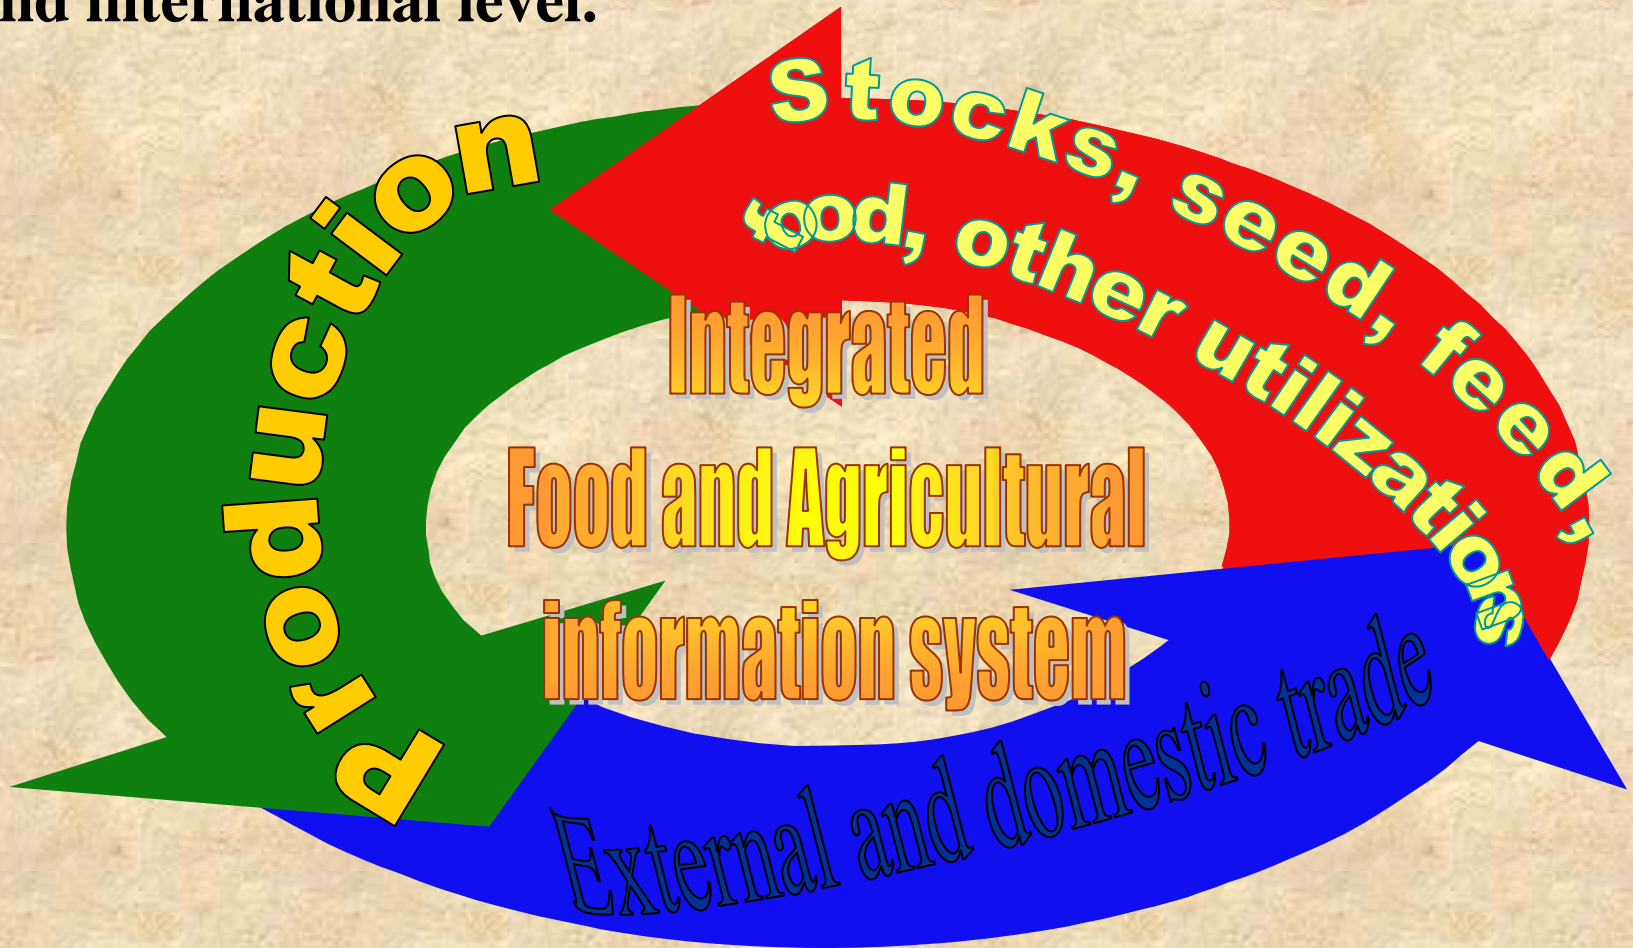 nd international level.
Production
Stocks, seed, feed,
food, other utilizations
Integrated
Food and Agricultural
information system
External and domestic trade